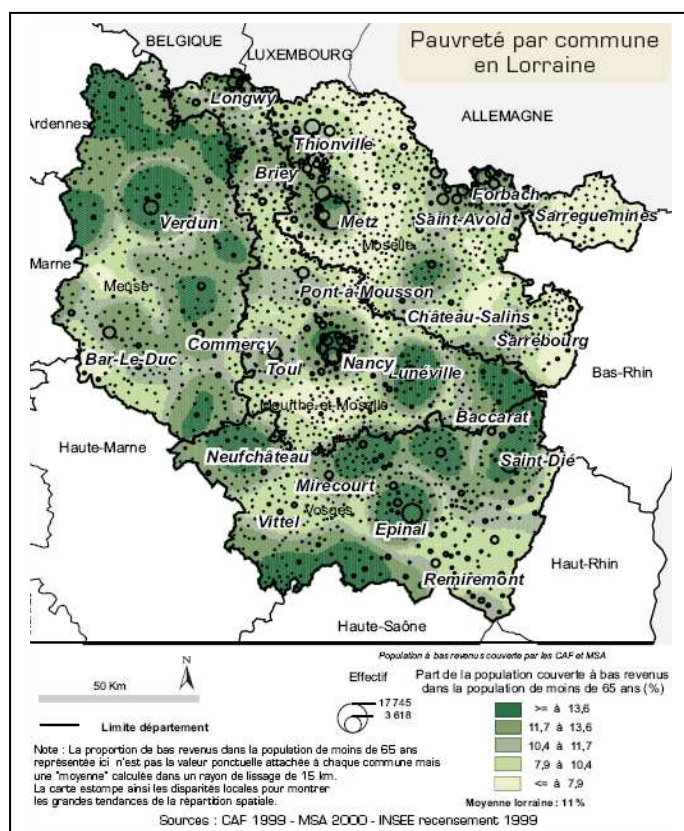 Pauvreté par commune
en Lorraine
BELGIQUE
LUXEMBOURG
ALLEMAGNE
Ardennes
Longwy
Thionville
Briey
Forbach
Verdun
Metz
Saint-Avold
Sarreguemines
Moselle
Marne
Meuse
Pont-à-Mousson
Château-Salins
Commercy
Sarrebourg
Bar-Le-Duc
Toul
Nancy
Lunéville
Bas-Rhin
Meurthe-et-Moselle
Baccarat
Haute-Marne
Neufchâteau
Saint-Dié
Mirecourt
Vosges
Vittel
Epinal
Haut-Rhin
Remiremont
Haute-Saône
Population à bas revenus couverte par les CAF et MSA
N
50 Km
Effectif
17 745
3 618
Part de la population couverte à bas revenus
dans la population de moins de 65 ans (%)
>= à 13,6
11,7 à 13,6
10,4 à 11,7
7,9 à 10,4
<= à 7,9
Moyenne lorraine : 11 %
Limite département
Note : La proportion de bas revenus dans la population de moins de 65 ans
représentée ici n'est pas la valeur ponctuelle attachée à chaque commune mais
une "moyenne" calculée dans un rayon de lissage de 15 km.
La carte estompe ainsi les disparités locales pour montrer
les grandes tendances de la répartition spatiale.
Sources : CAF 1999 - MSA 2000 - INSEE recensement 1999